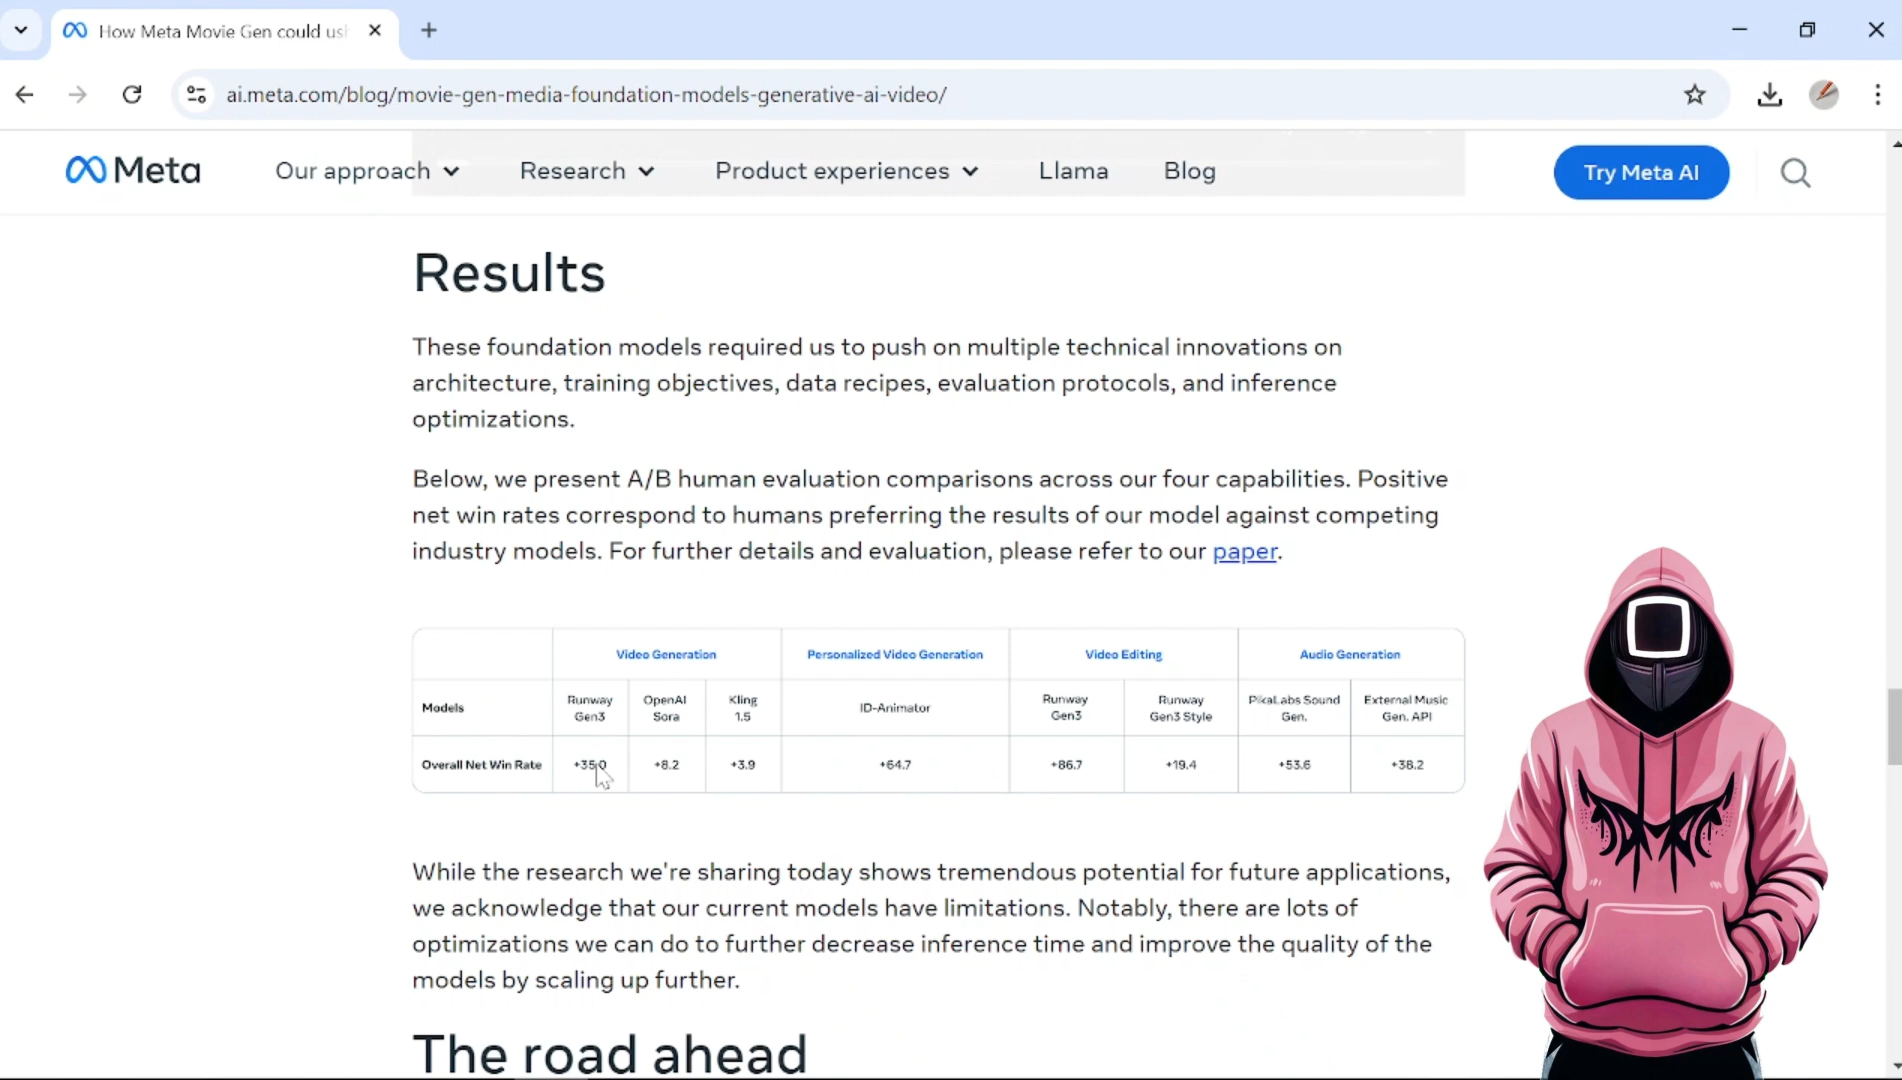 How Meta Movie Gen could us
ai.meta.com/blog/movie-gen-media-foundation-models-generative-ai-video/
Meta
Our approach
Research
Product experiences
Llama
Blog
Try Meta AI
Results
These foundation models required us to push on multiple technical innovations on
architecture, training objectives, data recipes, evaluation protocols, and inference
optimizations.
Below, we present A/B human evaluation comparisons across our four capabilities. Positive
net win rates correspond to humans preferring the results of our model against competing
industry models. For further details and evaluation, please refer to our paper.
Video Generation
Personalized Video Generation
Video Editing
Audio Generation
Models
Runway
Gen3
OpenAI
Sora
Kling
1.5
ID-Animator
Runway
Gen3
Runway
Gen3 Style
PikaLabs Sound
Gen.
External Music
Gen. API
Overall Net Win Rate
+35.0
+8.2
+3.9
+64.7
+86.7
+19.4
+53.6
+38.2
While the research we're sharing today shows tremendous potential for future applications,
we acknowledge that our current models have limitations. Notably, there are lots of
optimizations we can do to further decrease inference time and improve the quality of the
models by scaling up further.
The road ahead